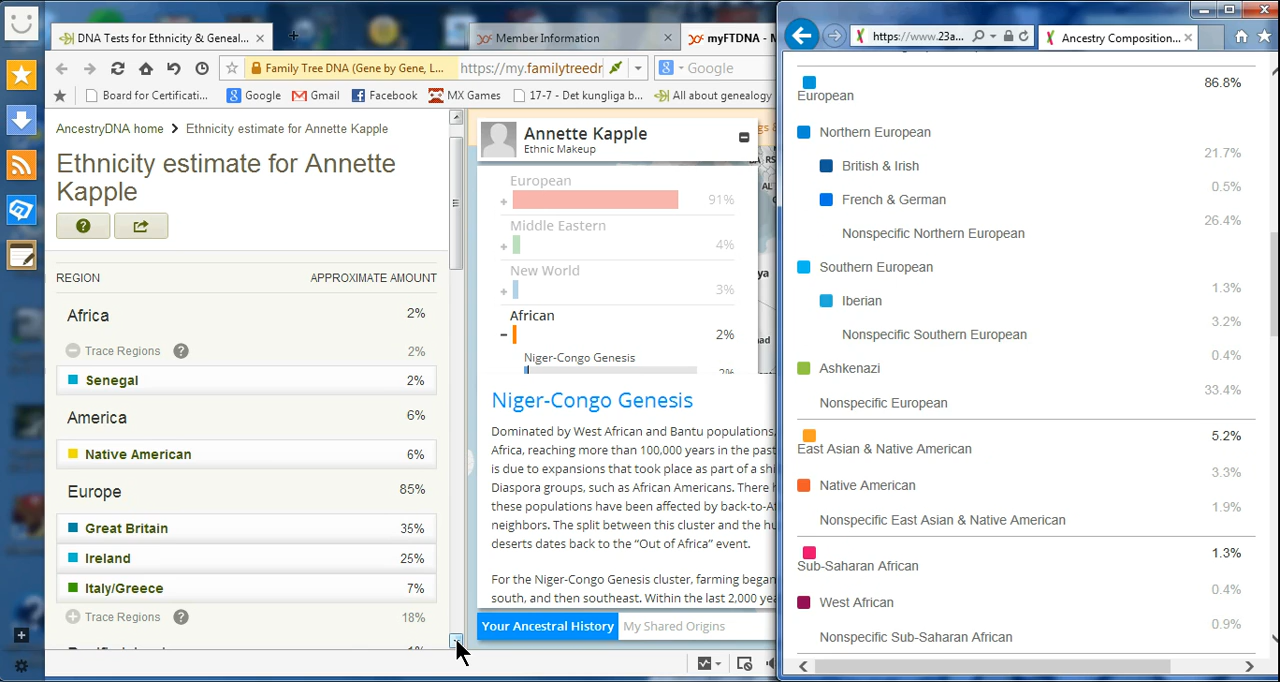 DNA Tests for Ethnicity & Geneal...
Member Information
myFTDNA - M
https://www.23a...
Ancestry Composition...
Family Tree DNA (Gene by Gene, L...
https://my.familytreedr
Google
Board for Certificati...
Google
Gmail
Facebook
MX Games
17-7 - Det kungliga b...
All about genealogy
AncestryDNA home
Ethnicity estimate for Annette Kapple
Ethnicity estimate for Annette
Kapple
REGION
APPROXIMATE AMOUNT
Africa 2%
Trace Regions 2%
Senegal 2%
America 6%
Native American 6%
Europe 85%
Great Britain 35%
Ireland 25%
Italy/Greece 7%
Trace Regions 18%
Annette Kapple
Ethnic Makeup
European
91%
Middle Eastern
4%
New World
3%
African
2%
Niger-Congo Genesis
2%
Niger-Congo Genesis
Dominated by West African and Bantu populations,
Africa, reaching more than 100,000 years in the past
is due to expansions that took place as part of a shi
Diaspora groups, such as African Americans. There h
these populations have been affected by back-to-Af
neighbors. The split between this cluster and the hu
deserts dates back to the “Out of Africa” event.
For the Niger-Congo Genesis cluster, farming began
south, and then southeast. Within the last 2,000 yea
Your Ancestral History
My Shared Origins
European 86.8%
Northern European
21.7%
British & Irish
0.5%
French & German
26.4%
Nonspecific Northern European
Southern European
1.3%
Iberian
3.2%
Nonspecific Southern European
0.4%
Ashkenazi
33.4%
Nonspecific European
5.2%
East Asian & Native American
3.3%
Native American
1.9%
Nonspecific East Asian & Native American
1.3%
Sub-Saharan African
0.4%
West African
0.9%
Nonspecific Sub-Saharan African